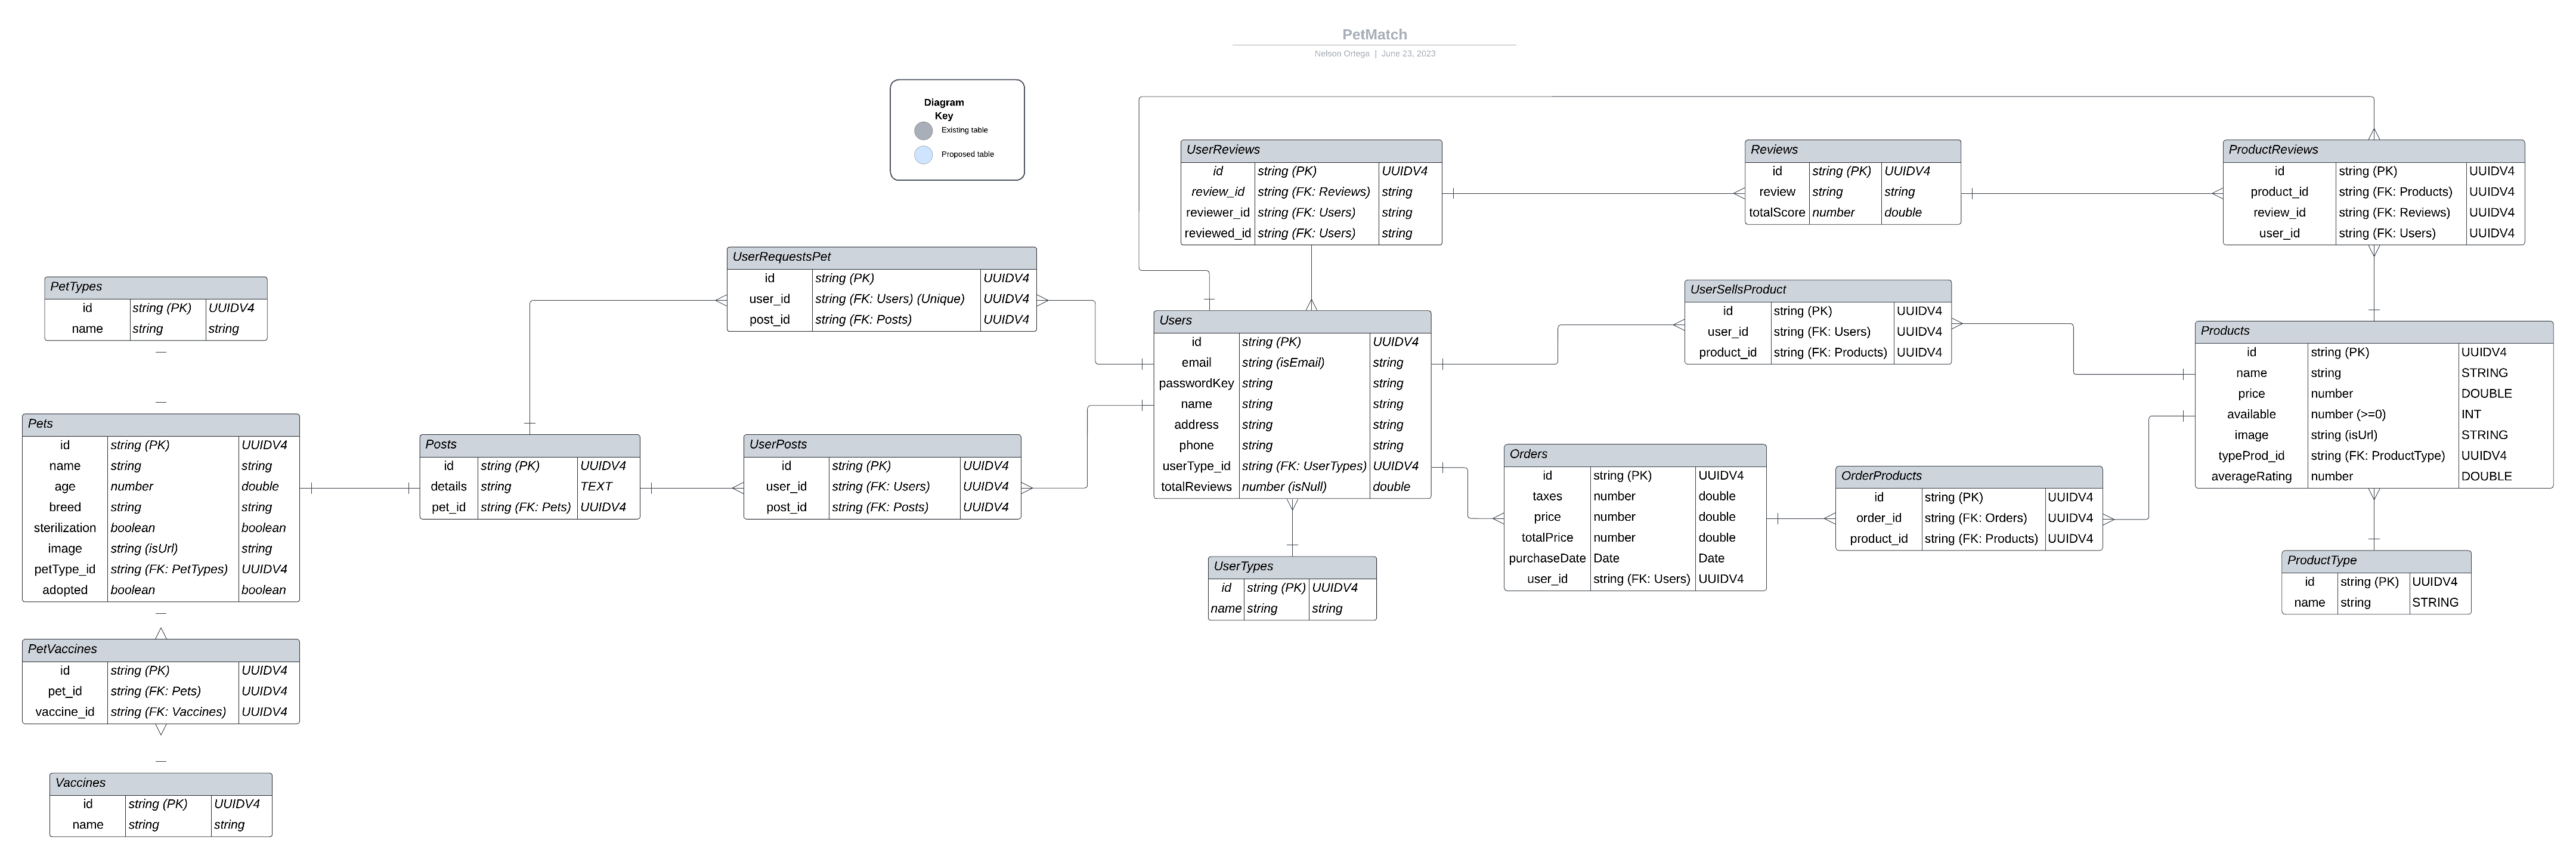 PetMatch
Nelson Ortega | June 23, 2023
Diagram
Key
Existing table
Proposed table
UserReviews
id string (PK) UUIDV4
review_id string (FK: Reviews) string
reviewer_id string (FK: Users) string
reviewed_id string (FK: Users) string
Reviews
id string (PK) UUIDV4
review string string
totalScore number double
ProductReviews
id string (PK) UUIDV4
product_id string (FK: Products) UUIDV4
review_id string (FK: Reviews) UUIDV4
user_id string (FK: Users) UUIDV4
UserRequestsPet
id string (PK) UUIDV4
user_id string (FK: Users) (Unique) UUIDV4
post_id string (FK: Posts) UUIDV4
PetTypes
id string (PK) UUIDV4
name string string
UserSellsProduct
id string (PK) UUIDV4
user_id string (FK: Users) UUIDV4
product_id string (FK: Products) UUIDV4
Users
id string (PK) UUIDV4
email string (isEmail) string
passwordKey string string
name string string
address string string
phone string string
userType_id string (FK: UserTypes) UUIDV4
totalReviews number (isNull) double
Products
id string (PK) UUIDV4
name string STRING
price number DOUBLE
available number (>=0) INT
image string (isUrl) STRING
typeProd_id string (FK: ProductType) UUIDV4
averageRating number DOUBLE
Pets
id string (PK) UUIDV4
name string string
age number double
breed string string
sterilization boolean boolean
image string (isUrl) string
petType_id string (FK: PetTypes) UUIDV4
adopted boolean boolean
Posts
id string (PK) UUIDV4
details string TEXT
pet_id string (FK: Pets) UUIDV4
UserPosts
id string (PK) UUIDV4
user_id string (FK: Users) UUIDV4
post_id string (FK: Posts) UUIDV4
Orders
id string (PK) UUIDV4
taxes number double
price number double
totalPrice number double
purchaseDate Date Date
user_id string (FK: Users) UUIDV4
OrderProducts
id string (PK) UUIDV4
order_id string (FK: Orders) UUIDV4
product_id string (FK: Products) UUIDV4
UserTypes
id string (PK) UUIDV4
name string string
ProductType
id string (PK) UUIDV4
name string STRING
PetVaccines
id string (PK) UUIDV4
pet_id string (FK: Pets) UUIDV4
vaccine_id string (FK: Vaccines) UUIDV4
Vaccines
id string (PK) UUIDV4
name string string